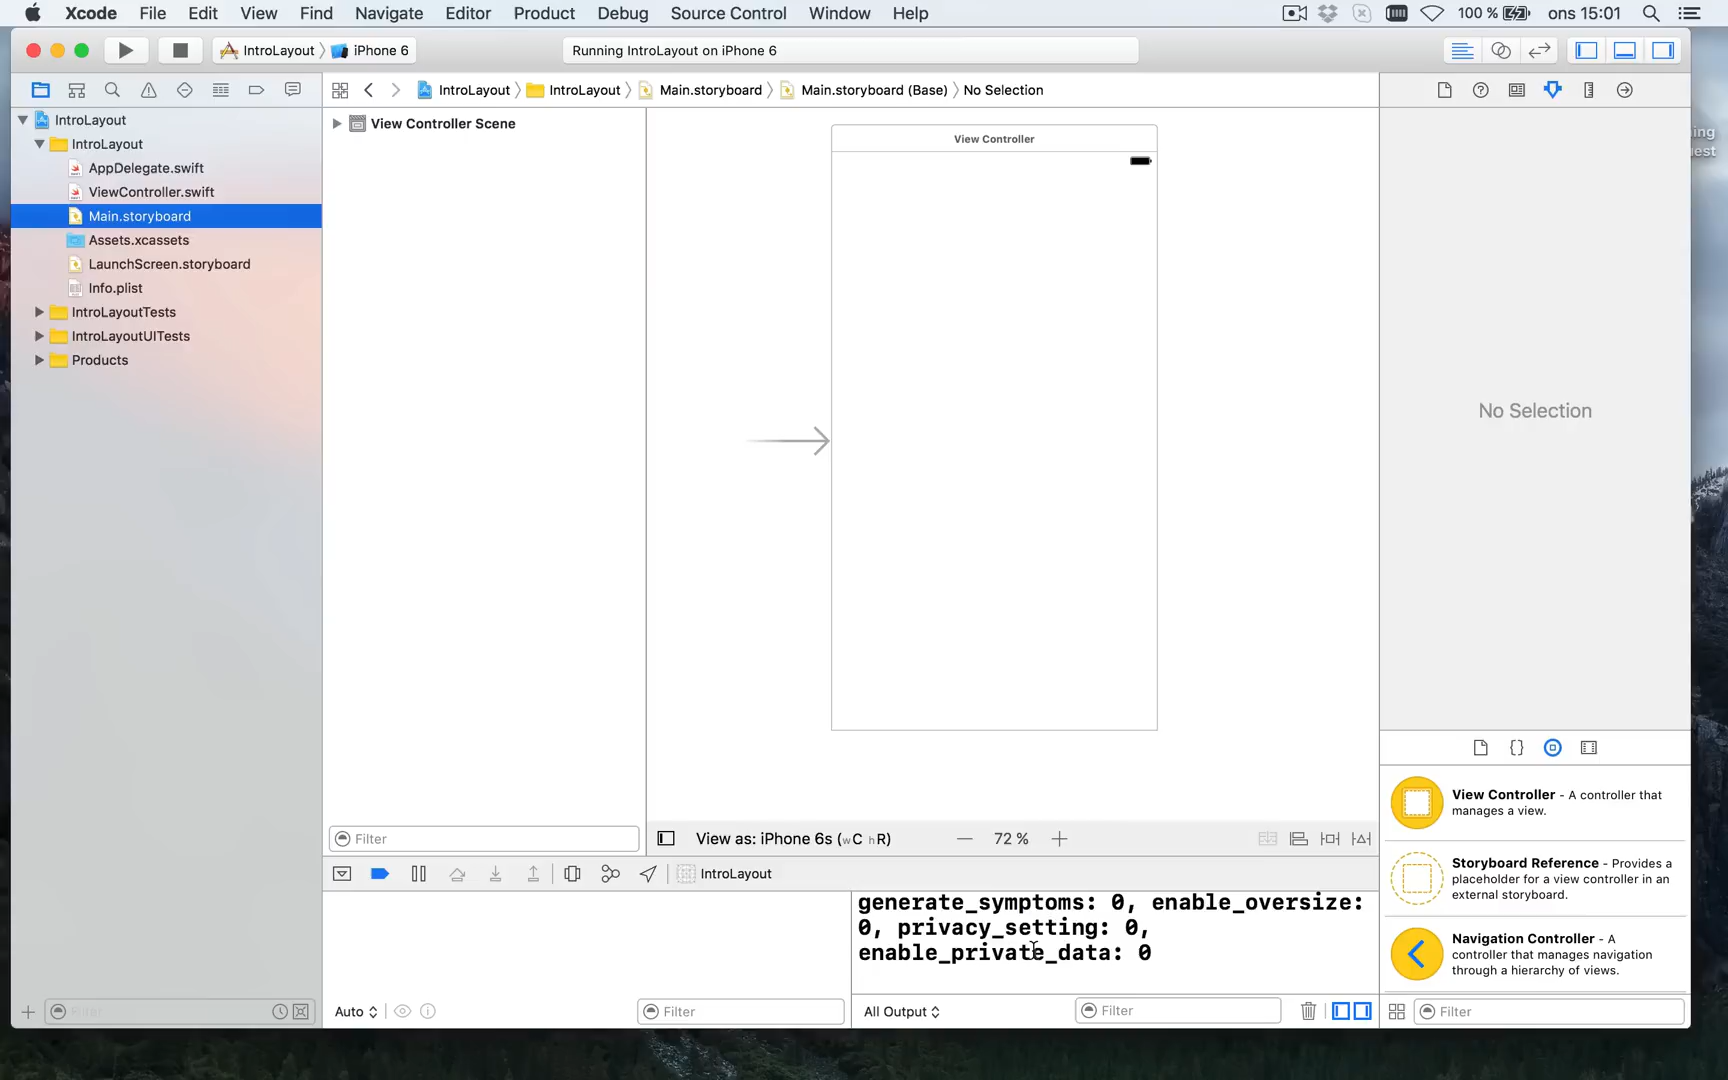 Xcode File Edit View Find Navigate Editor Product Debug Source Control Window Help 100 % ons 15:01
IntroLayout iPhone 6 Running IntroLayout on iPhone 6
IntroLayout IntroLayout Main.storyboard Main.storyboard (Base) No Selection
IntroLayout
IntroLayout
AppDelegate.swift
ViewController.swift
Main.storyboard
Assets.xcassets
LaunchScreen.storyboard
Info.plist
IntroLayoutTests
IntroLayoutUITests
Products
View Controller Scene
View Controller
No Selection
View Controller - A controller that
manages a view.
Storyboard Reference - Provides a
placeholder for a view controller in an
external storyboard.
Navigation Controller - A
controller that manages navigation
through a hierarchy of views.
Filter
View as: iPhone 6s (wC hR) 72 %
IntroLayout
generate_symptoms: 0, enable_oversize:
0, privacy_setting: 0,
enable_private_data: 0
Filter
Auto Filter
All Output Filter
Filter